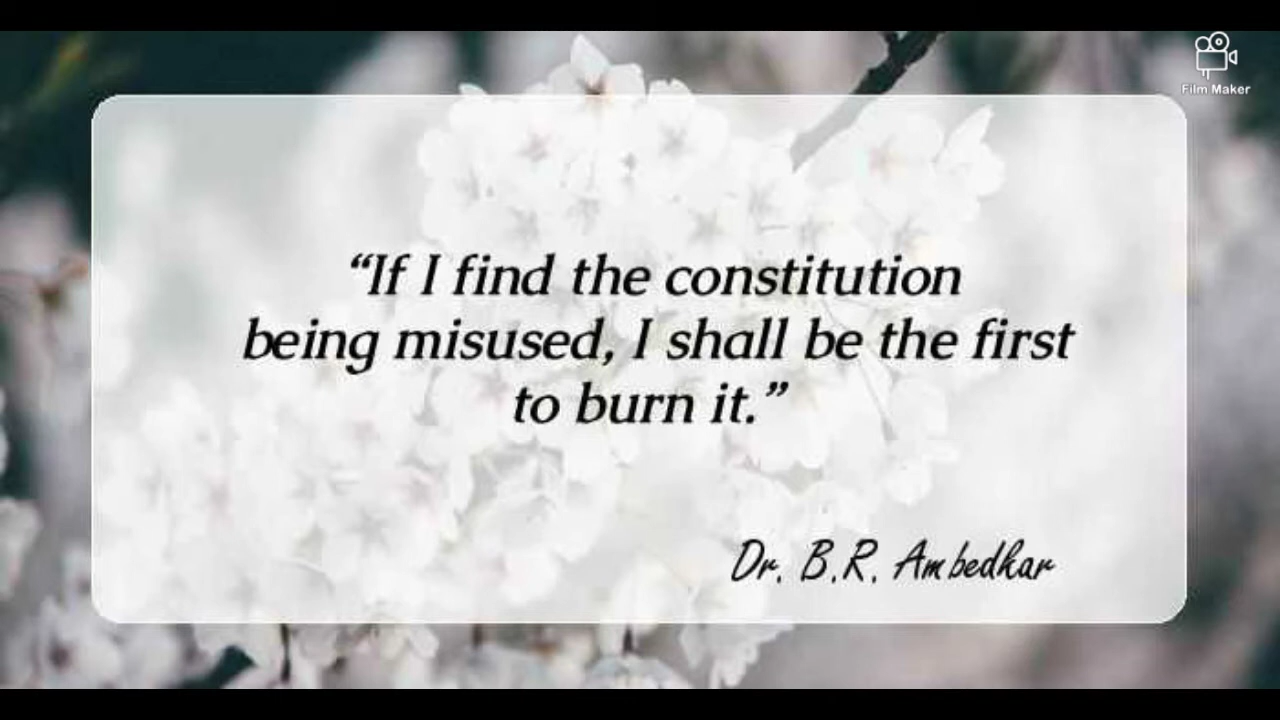 Film Maker
“If I find the constitution
being misused, I shall be the first
to burn it.”
Dr. B.R. Ambedkar